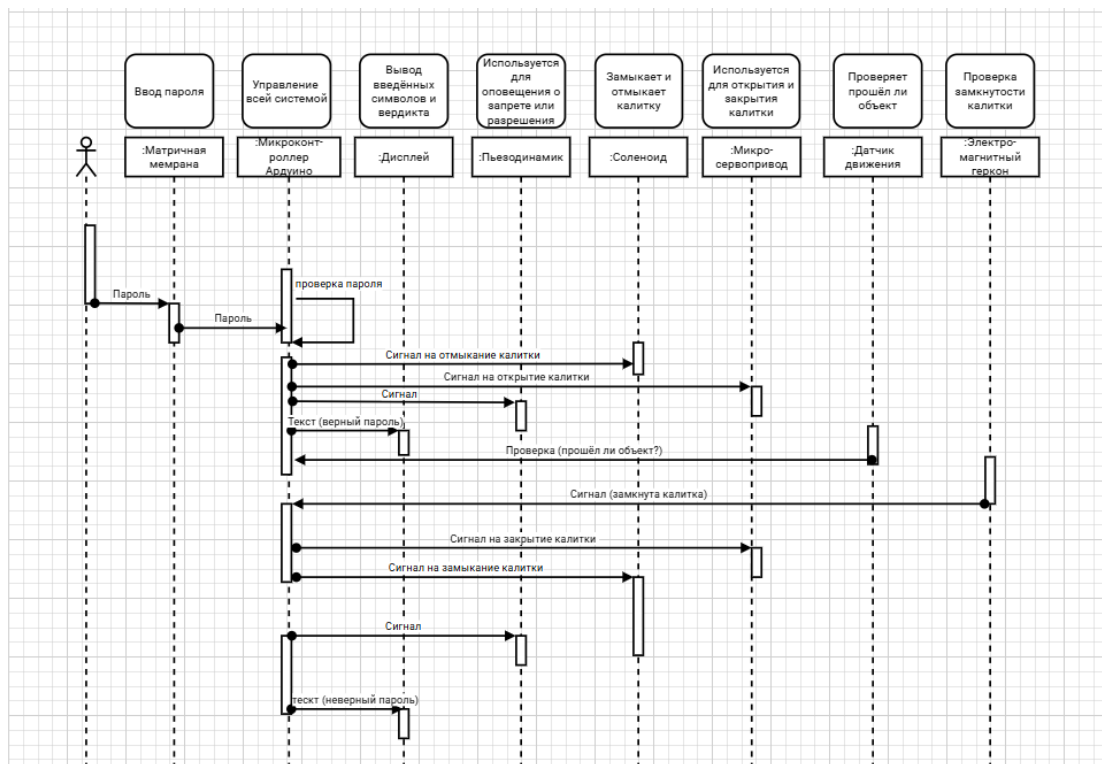 Ввод пароля
Управление
всей системой
Вывод
введённых
символов и
вердикта
Используется
для
оповещения о
запрете или
разрешения
Замыкает и
отмыкает
калитку
Используется
для открытия и
закрытия
калитки
Проверяет
прошёл ли
объект
Проверка
замкнутости
калитки
:Матричная
мемрана
:Микроконт-
роллер
Ардуино
:Дисплей
:Пьезодинамик
:Соленоид
:Микро-
сервопривод
:Датчик
движения
:Электро-
магнитный
геркон
проверка пароля
Пароль
Пароль
Сигнал на отмыкание калитки
Сигнал на открытие калитки
Сигнал
Текст (верный пароль)
Проверка (прошёл ли объект?)
Сигнал (замкнута калитка)
Сигнал на закрытие калитки
Сигнал на замыкание калитки
Сигнал
тескт (неверный пароль)